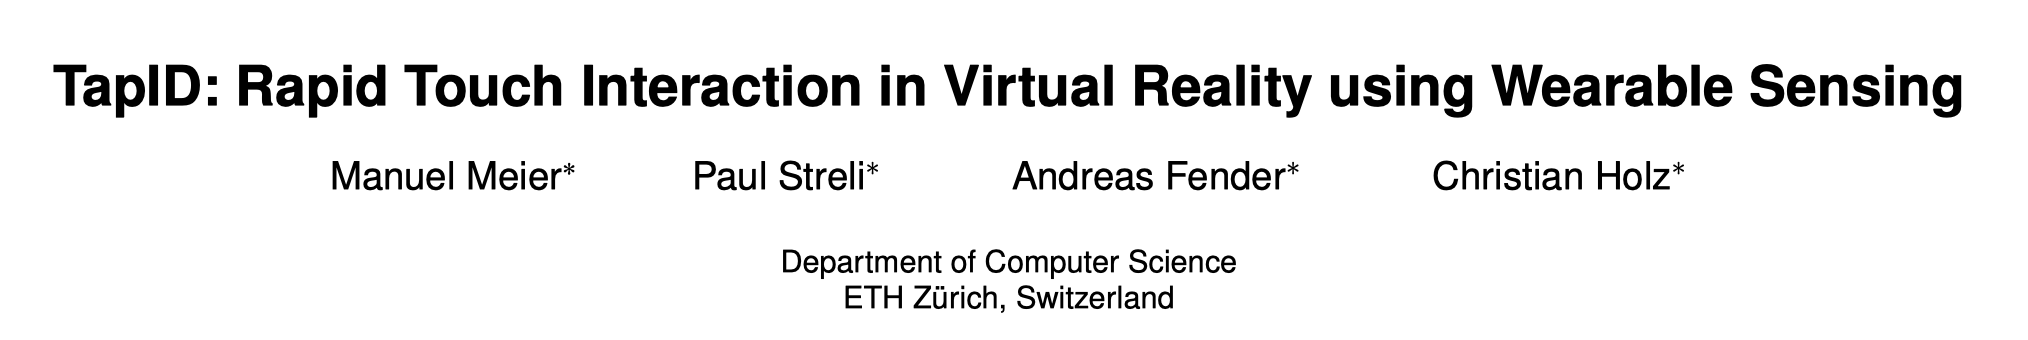 TapID: Rapid Touch Interaction in Virtual Reality using Wearable Sensing
Manuel Meier* Paul Streli* Andreas Fender* Christian Holz*
Department of Computer Science
ETH Zürich, Switzerland